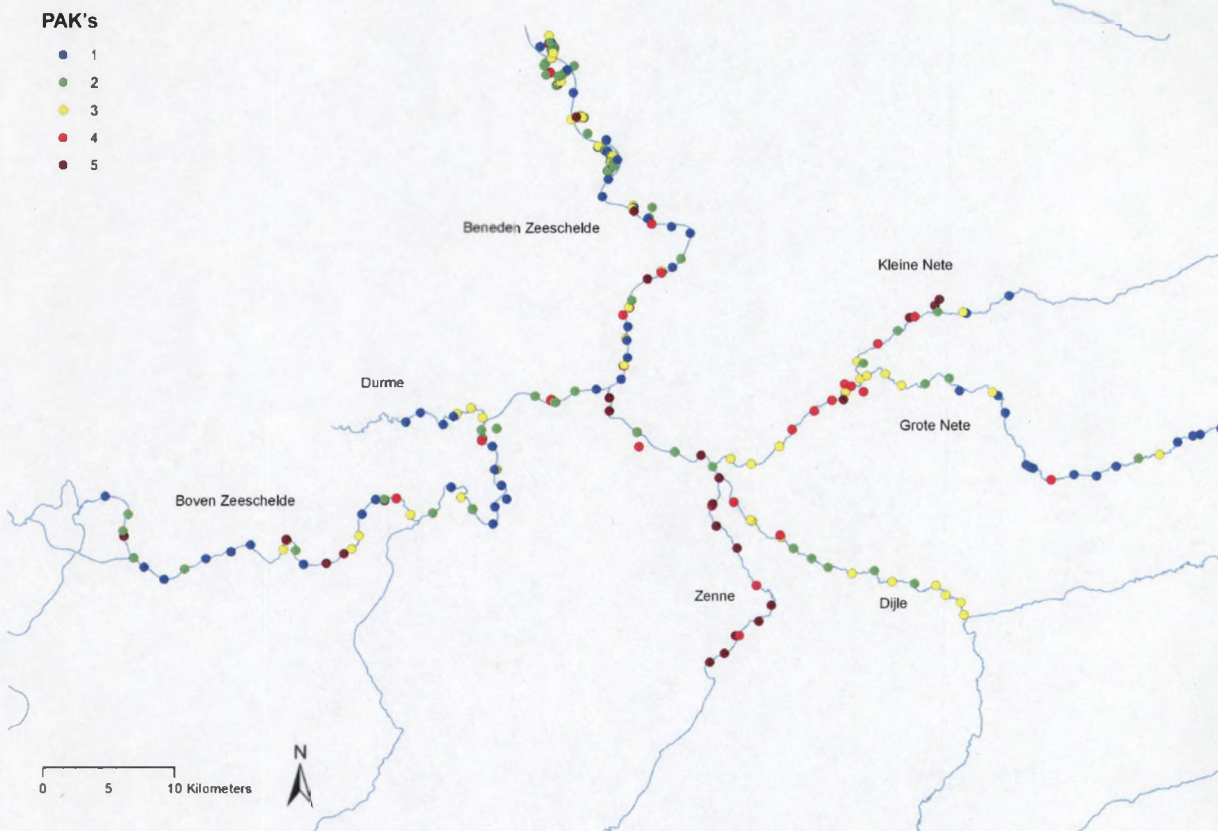 PAK's
1
2
3
4
5
Beneden Zeeschelde
Kleine Nete
Durme
Grote Nete
Boven Zeeschelde
Zenne
Dijle
N
0 5 10 Kilometers